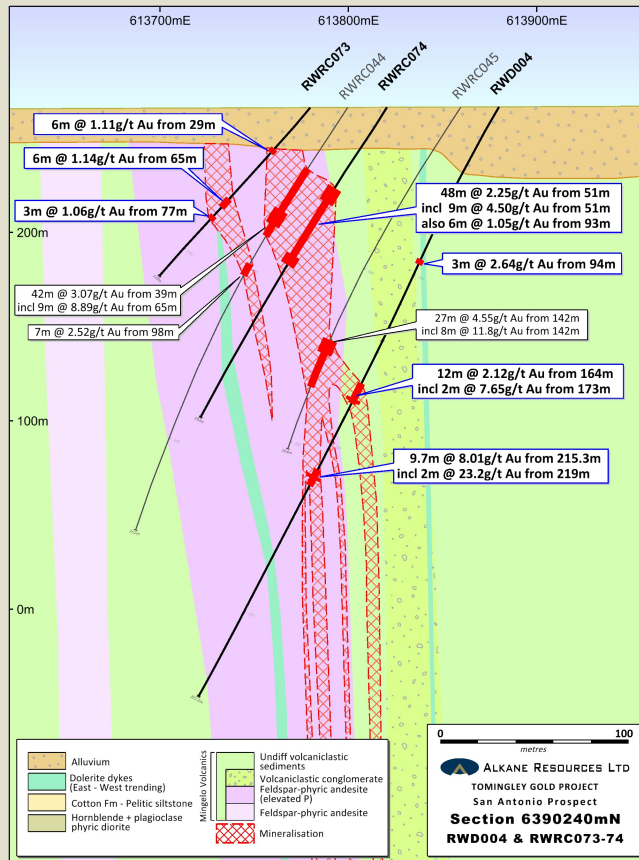 613700mE
613800mE
613900mE
RWRC073
RWRC044
RWRC074
RWRC045
RWD004
6m @ 1.11g/t Au from 29m
6m @ 1.14g/t Au from 65m
3m @ 1.06g/t Au from 77m
200m
48m @ 2.25g/t Au from 51m
incl 9m @ 4.50g/t Au from 51m
also 6m @ 1.05g/t Au from 93m
3m @ 2.64g/t Au from 94m
42m @ 3.07g/t Au from 39m
incl 9m @ 8.89g/t Au from 65m
7m @ 2.52g/t Au from 98m
27m @ 4.55g/t Au from 142m
incl 8m @ 11.8g/t Au from 142m
12m @ 2.12g/t Au from 164m
incl 2m @ 7.65g/t Au from 173m
100m
9.7m @ 8.01g/t Au from 215.3m
incl 2m @ 23.2g/t Au from 219m
0m
Alluvium
Dolerite dykes
(East - West trending)
Cotton Fm - Pelitic siltstone
Hornblende + plagioclase
phyric diorite
Mingelo Volcanics
Undiff volcaniclastic
sediments
Volcaniclastic conglomerate
Feldspar-phyric andesite
(elevated P)
Feldspar-phyric andesite
Mineralisation
0
100
metres
ALKANE RESOURCES LTD
TOMINGLEY GOLD PROJECT
San Antonio Prospect
Section 6390240mN
RWD004 & RWRC073-74